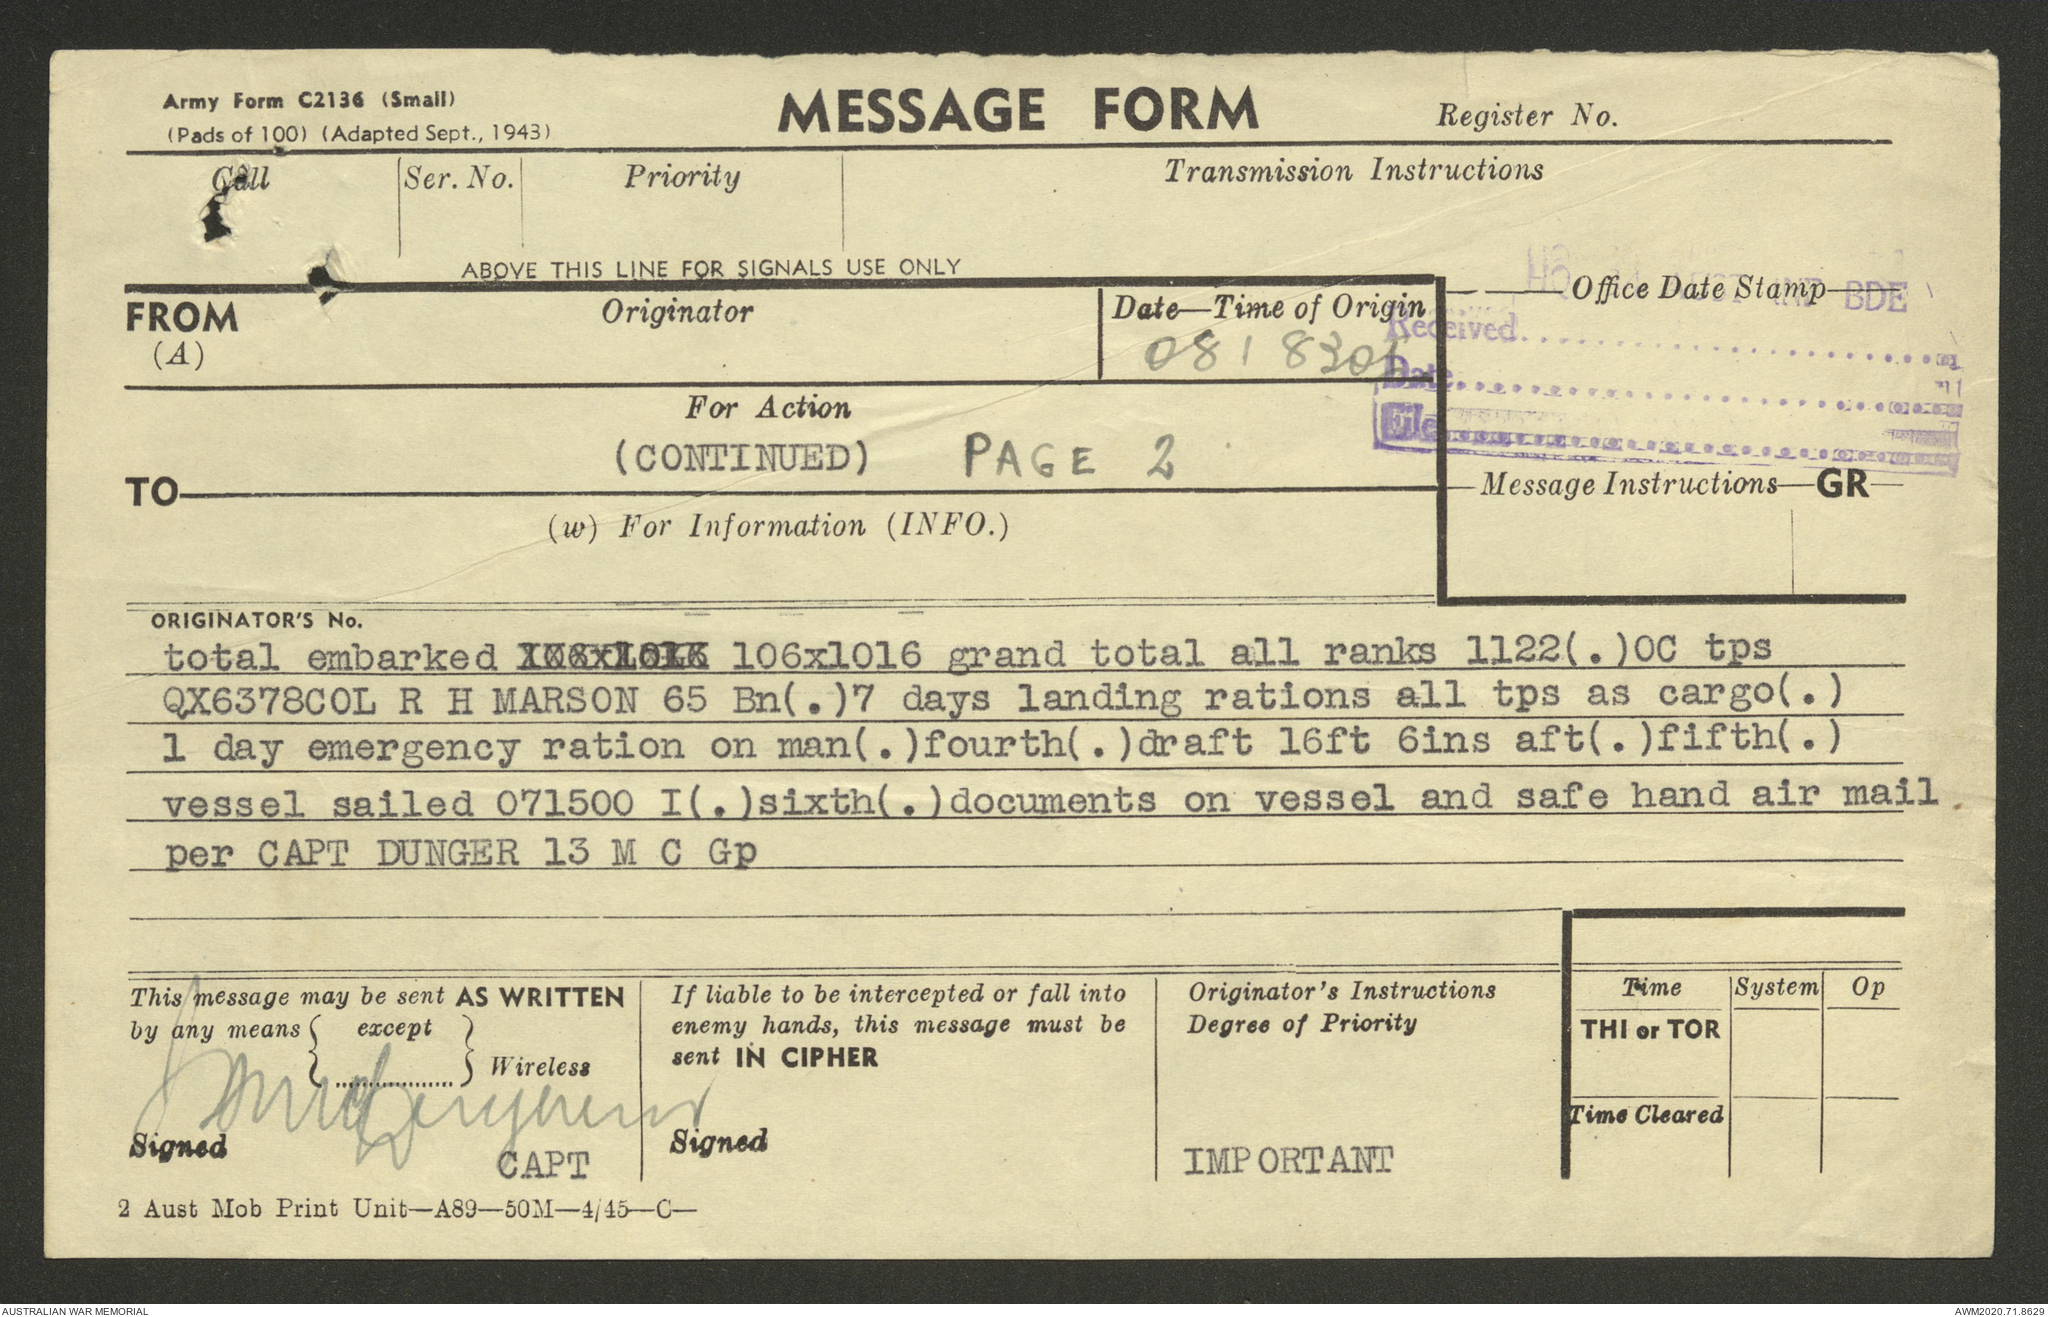 Army Form C2136 (Small)
(Pads of 100) (Adapted Sept., 1943)
MESSAGE FORM
Register No.
Call
Ser. No.
Priority
Transmission Instructions
ABOVE THIS LINE FOR SIGNALS USE ONLY
FROM
(A)
Originator
Date—Time of Origin
081830I
Office Date Stamp
HQ AUST INF BDE
Received
Date
File
For Action
(CONTINUED) PAGE 2
TO
(w) For Information (INFO.)
Message Instructions—GR
ORIGINATOR'S No.
total embarked 106x1016 grand total all ranks 1122(.)OC tps
QX6378COL R H MARSON 65 Bn(.)7 days landing rations all tps as cargo(.)
1 day emergency ration on man(.)fourth(.)draft 16ft 6ins aft(.)fifth(.)
vessel sailed 071500 I(.)sixth(.)documents on vessel and safe hand air mail
per CAPT DUNGER 13 M C Gp
This message may be sent AS WRITTEN
by any means { except } Wireless
Signed
CAPT
If liable to be intercepted or fall into
enemy hands, this message must be
sent IN CIPHER
Signed
Originator's Instructions
Degree of Priority
IMPORTANT
Time
System
Op
THI or TOR
Time Cleared
2 Aust Mob Print Unit—A89—50M—4/45—C—
AUSTRALIAN WAR MEMORIAL
AWM2020.71.8629